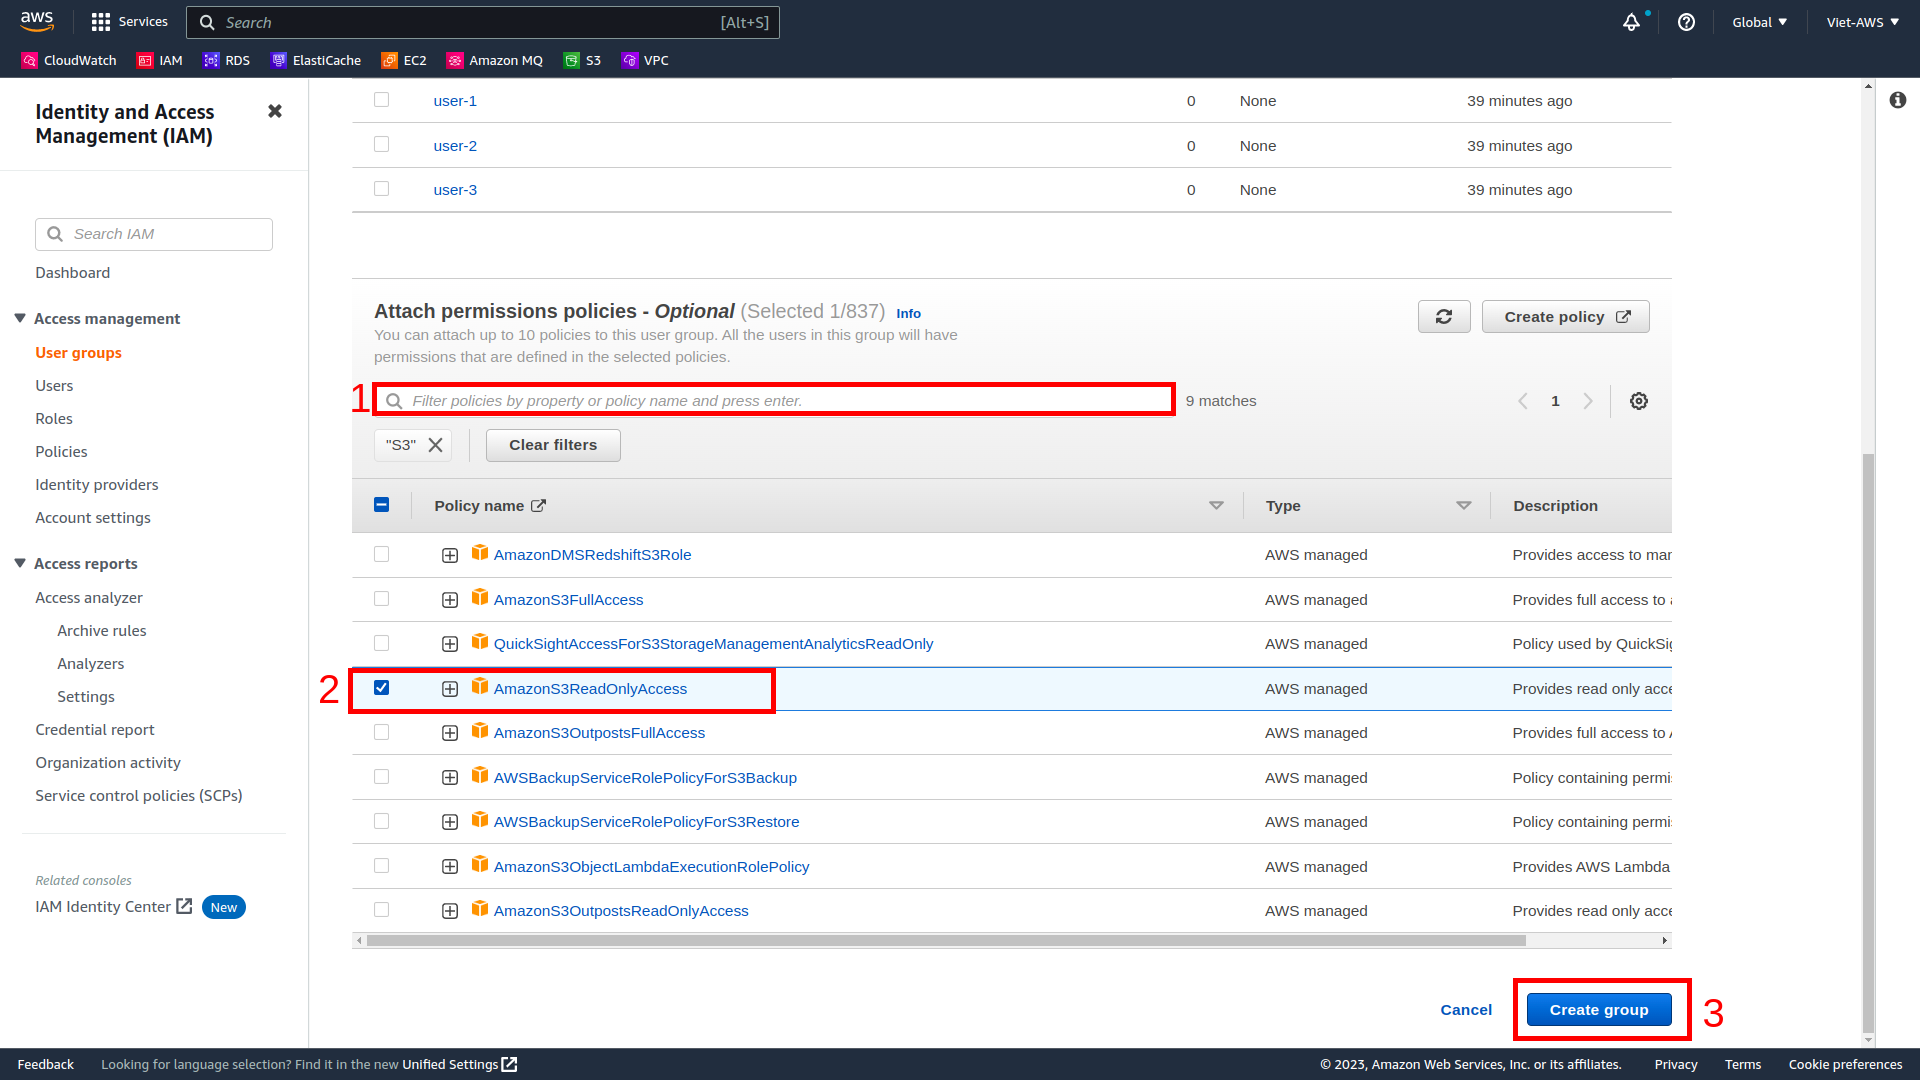 aws
Services
Search
[Alt+S]
Global
Viet-AWS
CloudWatch
IAM
RDS
ElastiCache
EC2
Amazon MQ
S3
VPC
Identity and Access
Management (IAM)
Search IAM
Dashboard
Access management
User groups
Users
Roles
Policies
Identity providers
Account settings
Access reports
Access analyzer
Archive rules
Analyzers
Settings
Credential report
Organization activity
Service control policies (SCPs)
Related consoles
IAM Identity Center
New
user-1 0 None 39 minutes ago
user-2 0 None 39 minutes ago
user-3 0 None 39 minutes ago
Attach permissions policies - Optional (Selected 1/837) Info
You can attach up to 10 policies to this user group. All the users in this group will have
permissions that are defined in the selected policies.
Create policy
1
Filter policies by property or policy name and press enter.
9 matches
1
"S3"
Clear filters
Policy name Type Description
AmazonDMSRedshiftS3Role AWS managed Provides access to mar
AmazonS3FullAccess AWS managed Provides full access to a
QuickSightAccessForS3StorageManagementAnalyticsReadOnly AWS managed Policy used by QuickSig
2
AmazonS3ReadOnlyAccess AWS managed Provides read only acce
AmazonS3OutpostsFullAccess AWS managed Provides full access to A
AWSBackupServiceRolePolicyForS3Backup AWS managed Policy containing permis
AWSBackupServiceRolePolicyForS3Restore AWS managed Policy containing permis
AmazonS3ObjectLambdaExecutionRolePolicy AWS managed Provides AWS Lambda
AmazonS3OutpostsReadOnlyAccess AWS managed Provides read only acce
Cancel
Create group
3
Feedback
Looking for language selection? Find it in the new Unified Settings
© 2023, Amazon Web Services, Inc. or its affiliates.
Privacy
Terms
Cookie preferences